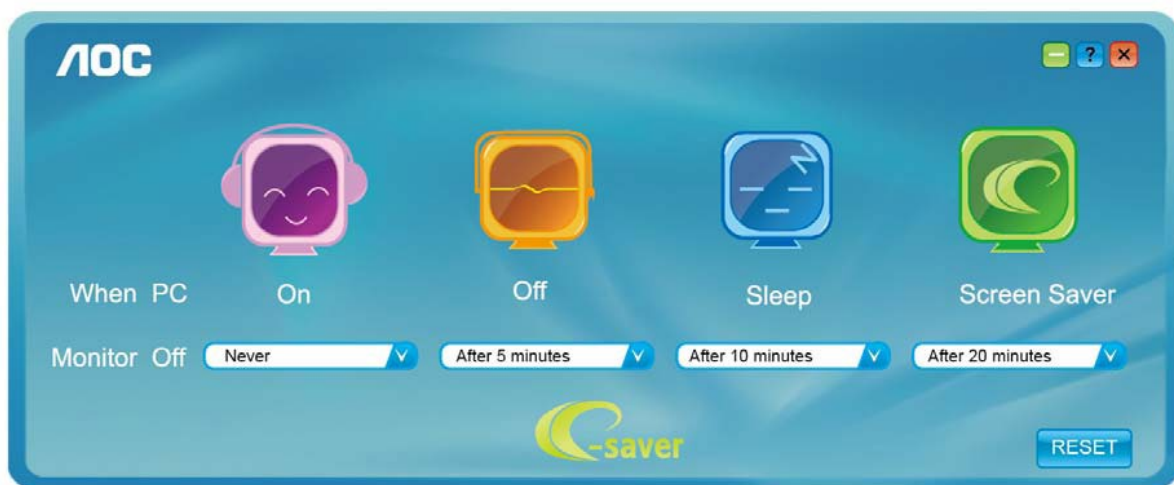 AOC
?
When PC On Off Sleep Screen Saver
Monitor Off Never After 5 minutes After 10 minutes After 20 minutes
e-saver
RESET